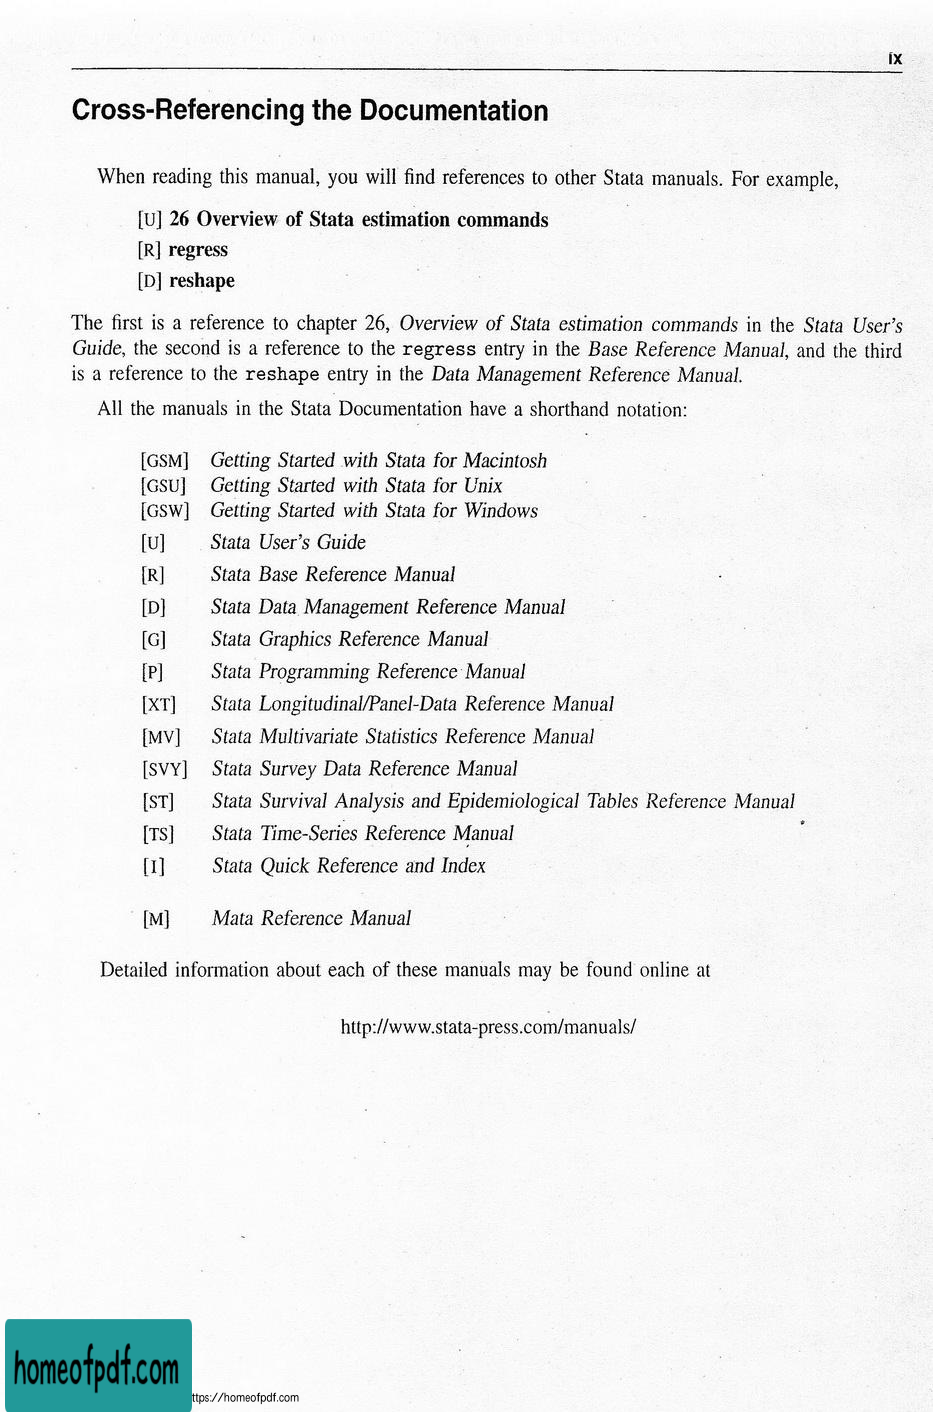 ix
Cross-Referencing the Documentation
When reading this manual, you will find references to other Stata manuals. For example,
[U] 26 Overview of Stata estimation commands
[R] regress
[D] reshape
The first is a reference to chapter 26, Overview of Stata estimation commands in the Stata User's
Guide, the second is a reference to the regress entry in the Base Reference Manual, and the third
is a reference to the reshape entry in the Data Management Reference Manual.
All the manuals in the Stata Documentation have a shorthand notation:
[GSM] Getting Started with Stata for Macintosh
[GSU] Getting Started with Stata for Unix
[GSW] Getting Started with Stata for Windows
[U] Stata User's Guide
[R] Stata Base Reference Manual
[D] Stata Data Management Reference Manual
[G] Stata Graphics Reference Manual
[P] Stata Programming Reference Manual
[XT] Stata Longitudinal/Panel-Data Reference Manual
[MV] Stata Multivariate Statistics Reference Manual
[SVY] Stata Survey Data Reference Manual
[ST] Stata Survival Analysis and Epidemiological Tables Reference Manual
[TS] Stata Time-Series Reference Manual
[I] Stata Quick Reference and Index
[M] Mata Reference Manual
Detailed information about each of these manuals may be found online at
http://www.stata-press.com/manuals/
homeofpdf.com
ttps://homeofpdf.com